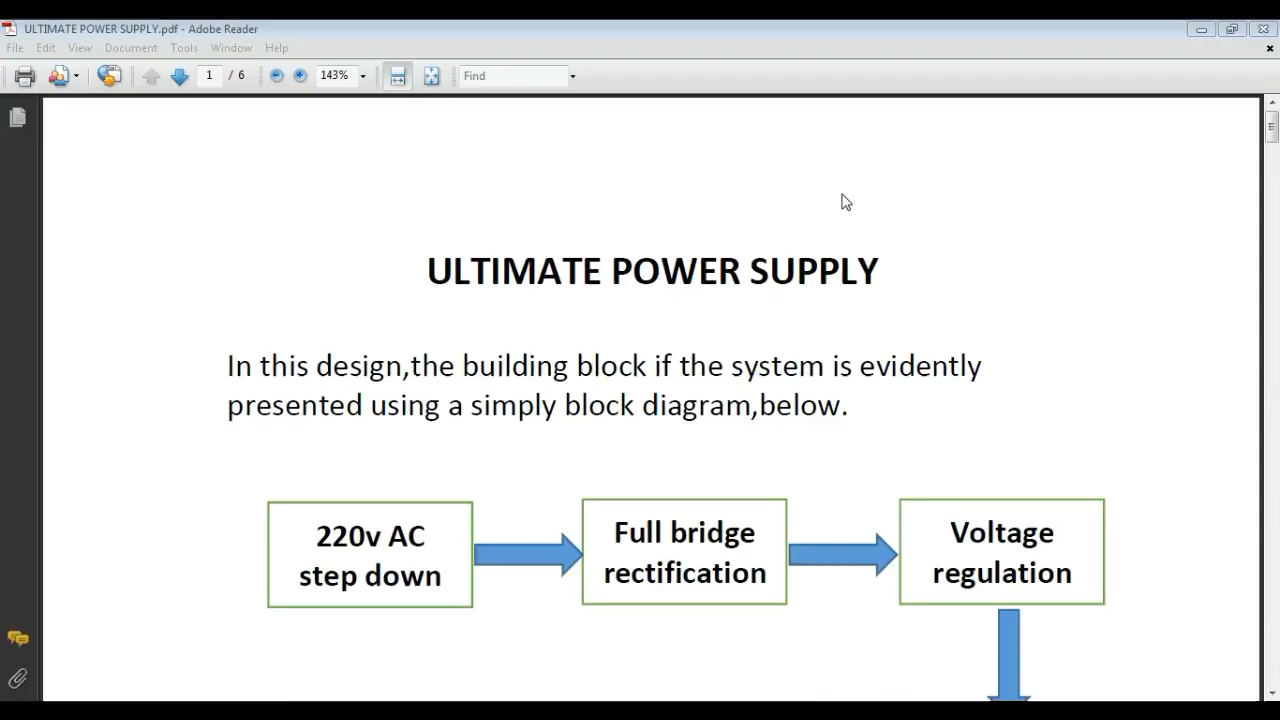 ULTIMATE POWER SUPPLY.pdf - Adobe Reader
File Edit View Document Tools Window Help
1 / 6 143% Find
ULTIMATE POWER SUPPLY
In this design,the building block if the system is evidently
presented using a simply block diagram,below.
220v AC
step down
Full bridge
rectification
Voltage
regulation